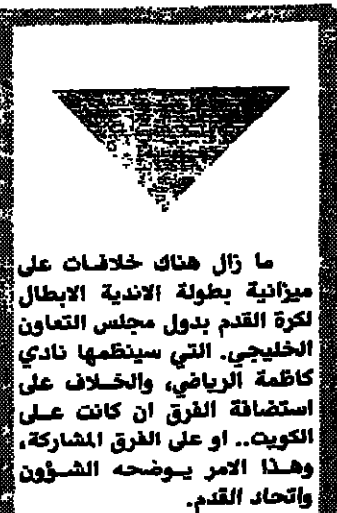 ما زال هناك خلافات على
ميزانية بطولة الاندية الابطال
لكرة القدم بدول مجلس التعاون
الخليجي. التي سينظمها نادي
كاظمة الرياضي، والخلاف على
استضافة الفرق ان كانت على
الكويت.. او على الفرق المشاركة،
وهذا الامر يوضحه الشؤون
واتحاد القدم.